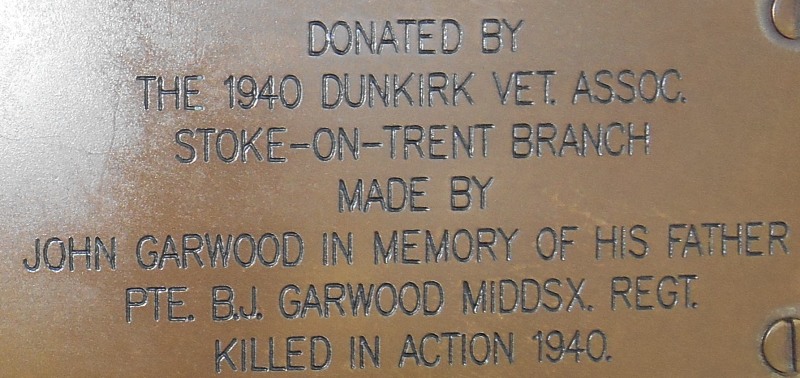 DONATED BY
THE 1940 DUNKIRK VET. ASSOC.
STOKE-ON-TRENT BRANCH
MADE BY
JOHN GARWOOD IN MEMORY OF HIS FATHER
PTE. B.J. GARWOOD MIDDSX. REGT.
KILLED IN ACTION 1940.